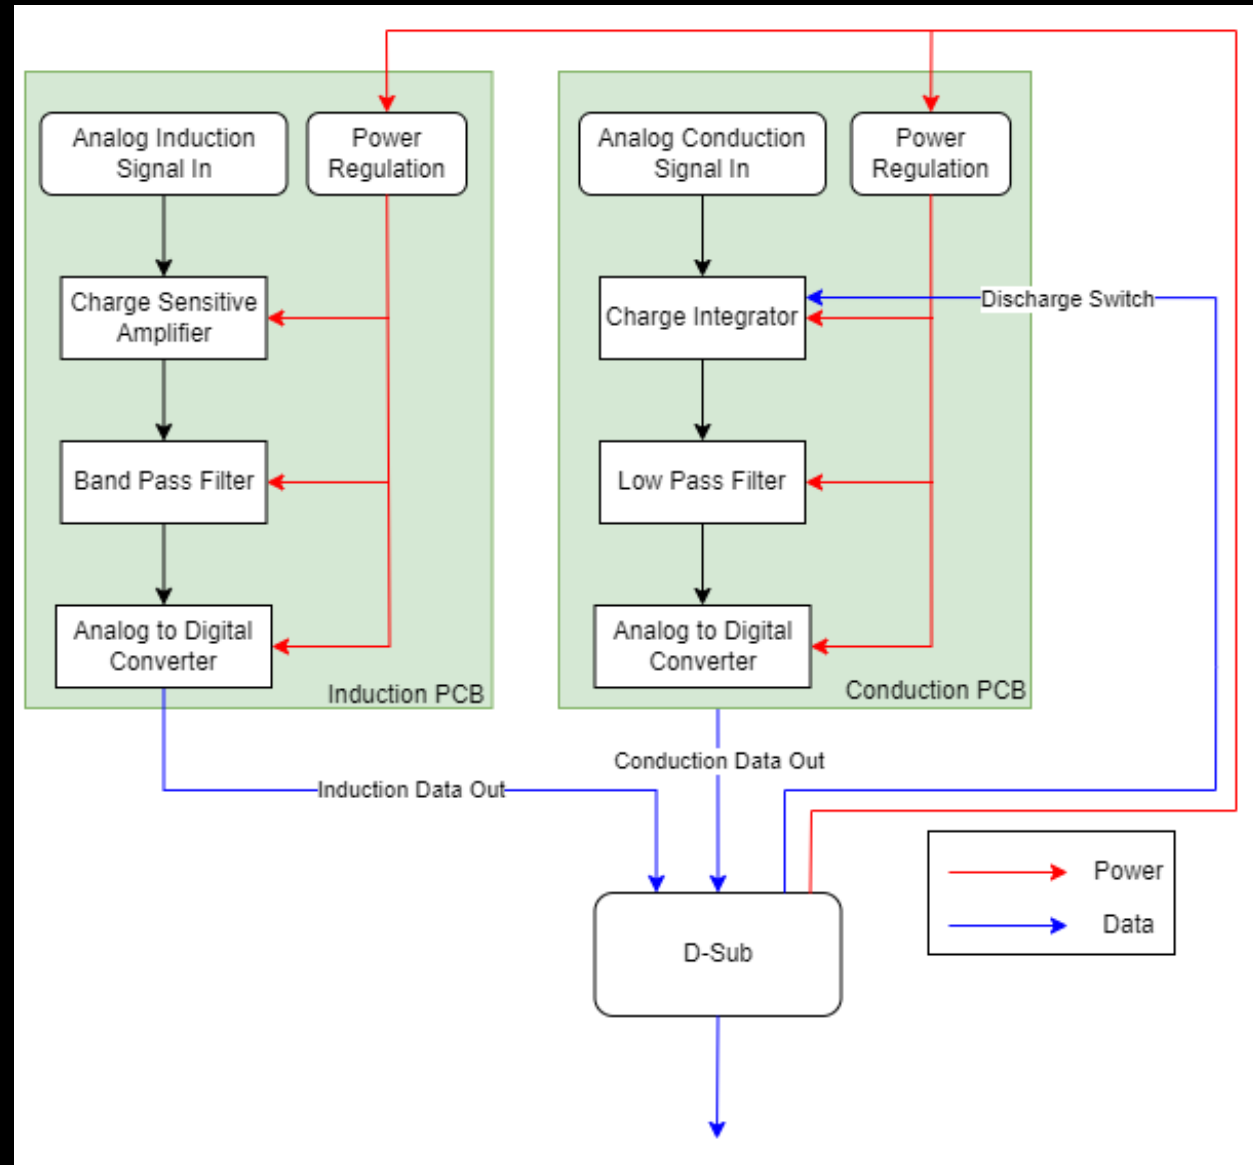 Analog Induction
Signal In
Power
Regulation
Charge Sensitive
Amplifier
Band Pass Filter
Analog to Digital
Converter
Induction PCB
Analog Conduction
Signal In
Power
Regulation
Discharge Switch
Charge Integrator
Low Pass Filter
Analog to Digital
Converter
Conduction PCB
Conduction Data Out
Induction Data Out
D-Sub
Power
Data